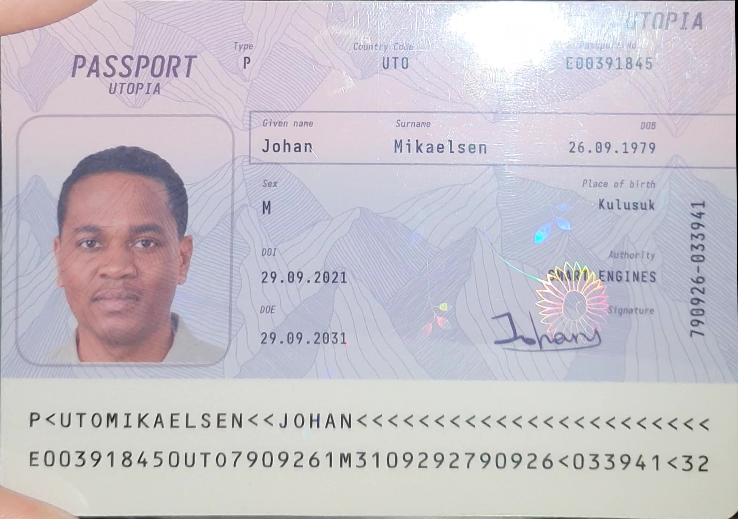 UTOPIA
PASSPORT
UTOPIA
Type
P
Country Code
UTO
Passport No
E00391845
Given name
Johan
Surname
Mikaelsen
DOB
26.09.1979
Sex
M
Place of birth
Kulusuk
DOI
29.09.2021
Authority
SMART ENGINES
DOE
29.09.2031
Signature
Johans
790926-033941
P<UTOMIKAELSEN<<JOHAN<<<<<<<<<<<<<<<<<<<<<<<
E003918450UTO7909261M3109292790926<033941<32